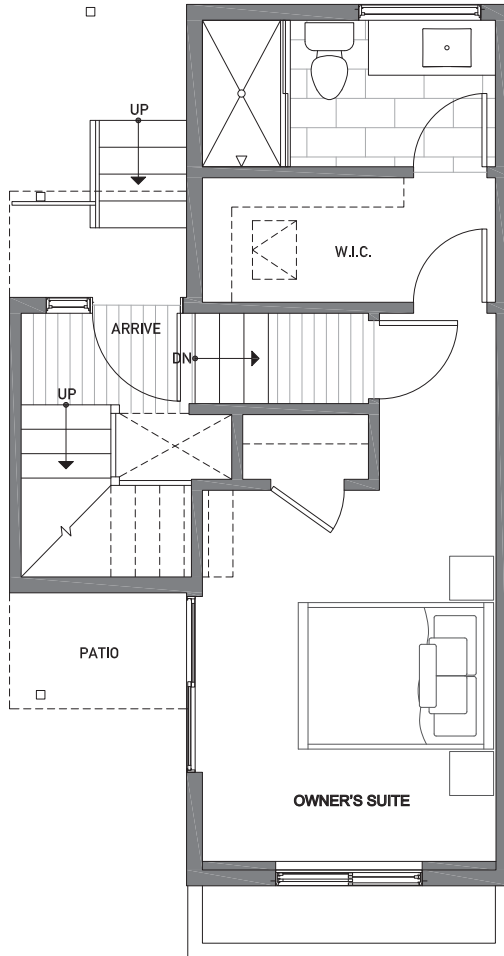 UP
W.I.C.
ARRIVE
DN
UP
PATIO
OWNER'S SUITE